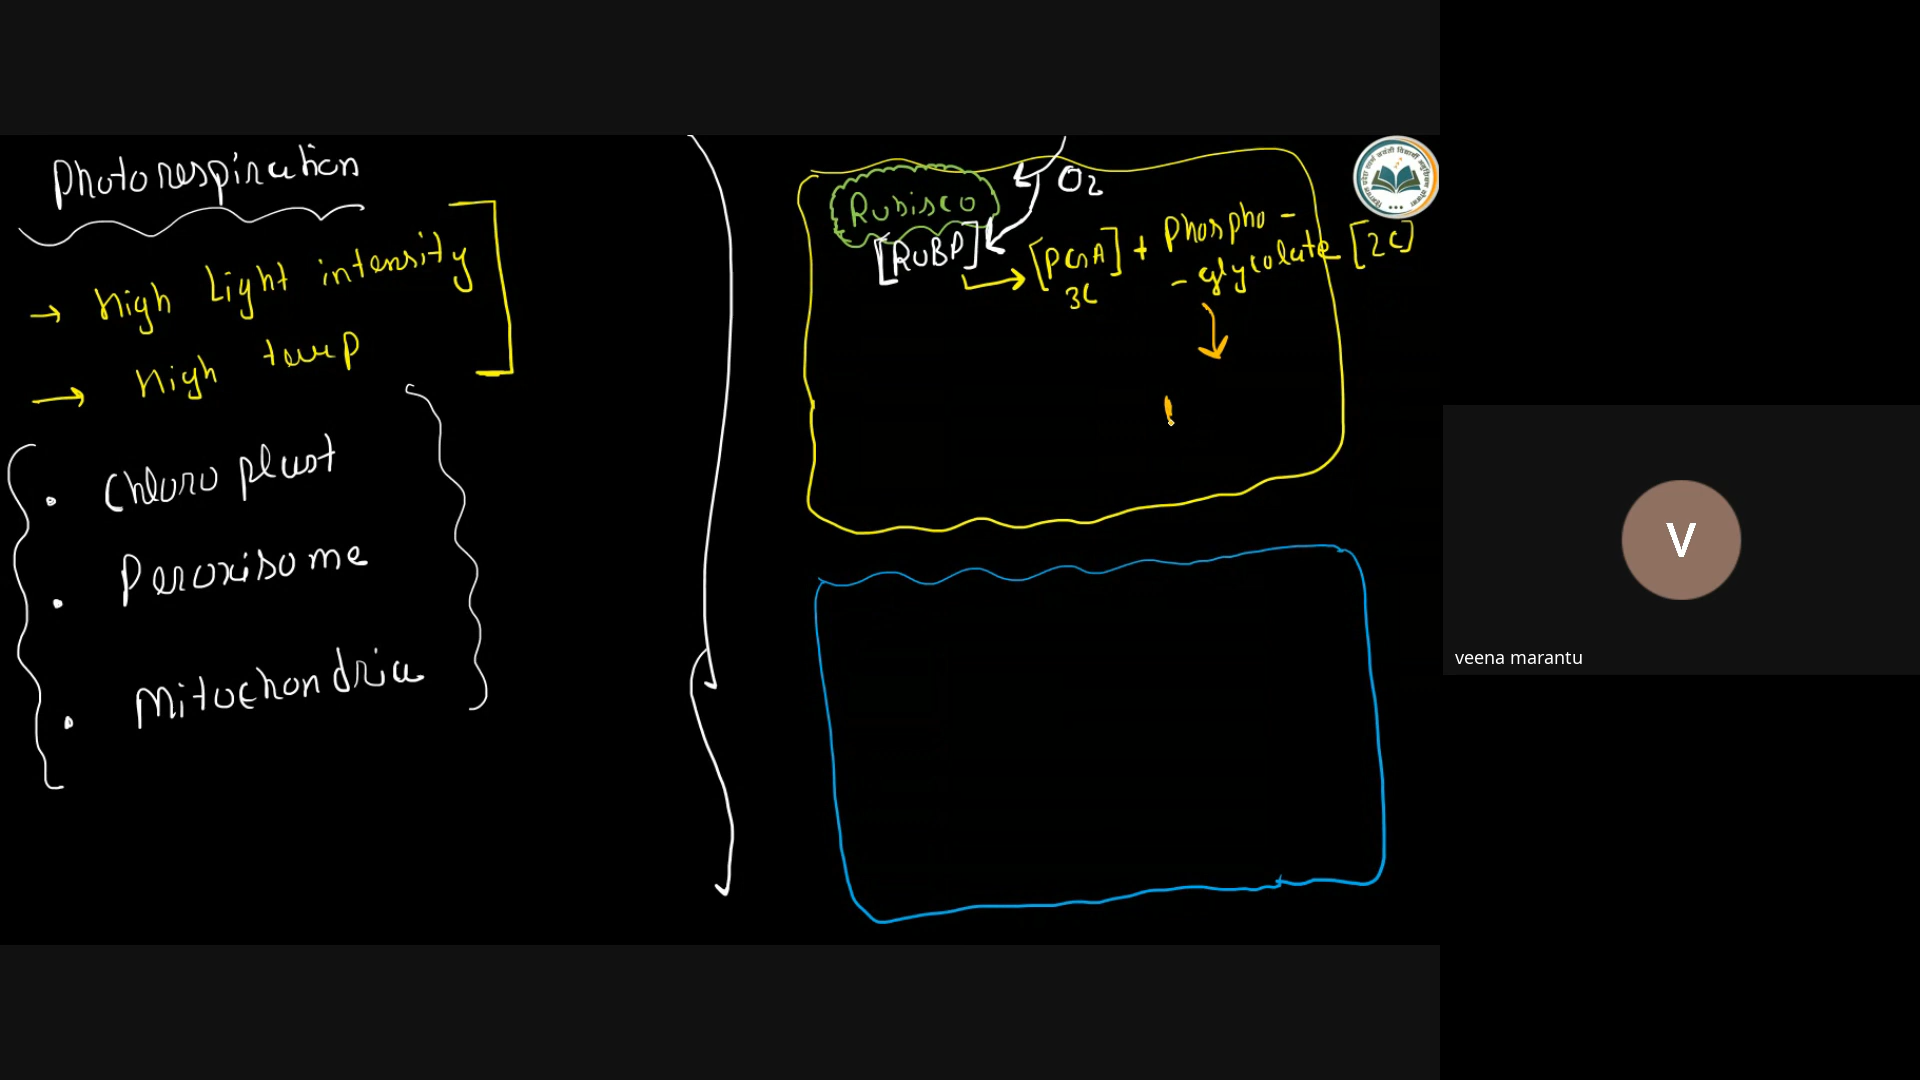 Photorespiration
→ high Light intensity
→ high temp
• Chloroplast
• Peroxisome
• Mitochondria
O2
Rubisco
[RuBP]
[PGA] + Phospho -
3C
- glycolate [2C]
V
veena marantu